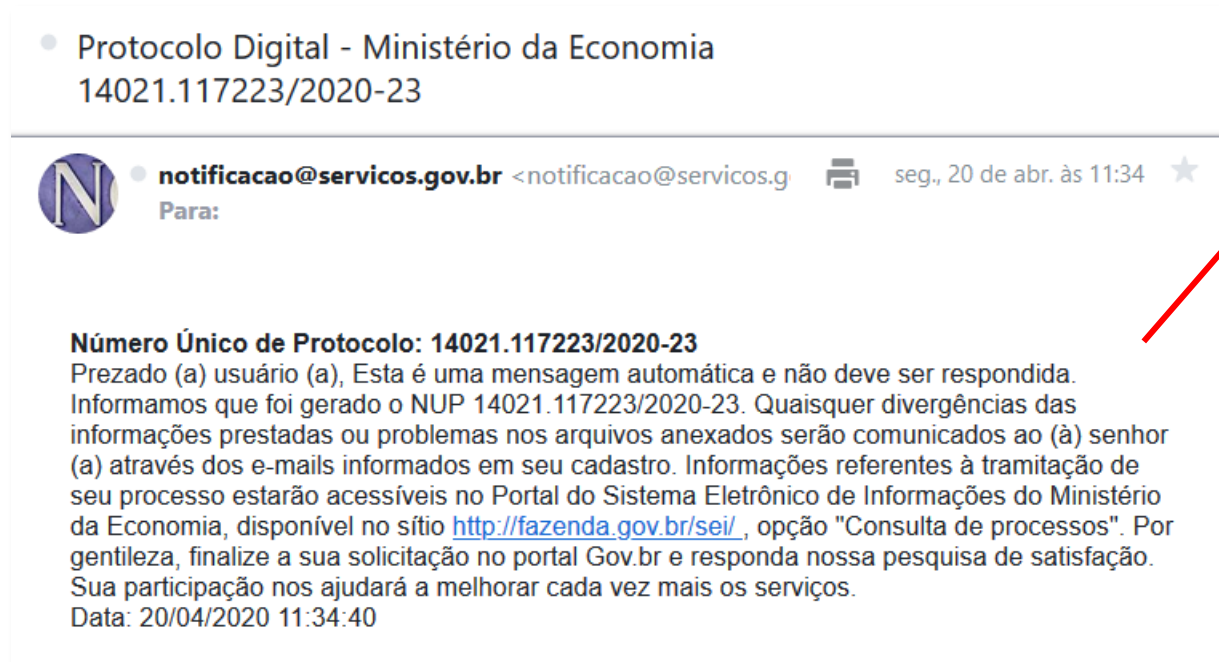 Protocolo Digital - Ministério da Economia
14021.117223/2020-23
N
notificacao@servicos.gov.br <notificacao@servicos.g
seg., 20 de abr. às 11:34
Para:
Número Único de Protocolo: 14021.117223/2020-23
Prezado (a) usuário (a), Esta é uma mensagem automática e não deve ser respondida.
Informamos que foi gerado o NUP 14021.117223/2020-23. Quaisquer divergências das
informações prestadas ou problemas nos arquivos anexados serão comunicados ao (à) senhor
(a) através dos e-mails informados em seu cadastro. Informações referentes à tramitação de
seu processo estarão acessíveis no Portal do Sistema Eletrônico de Informações do Ministério
da Economia, disponível no sítio http://fazenda.gov.br/sei/ , opção "Consulta de processos". Por
gentileza, finalize a sua solicitação no portal Gov.br e responda nossa pesquisa de satisfação.
Sua participação nos ajudará a melhorar cada vez mais os serviços.
Data: 20/04/2020 11:34:40